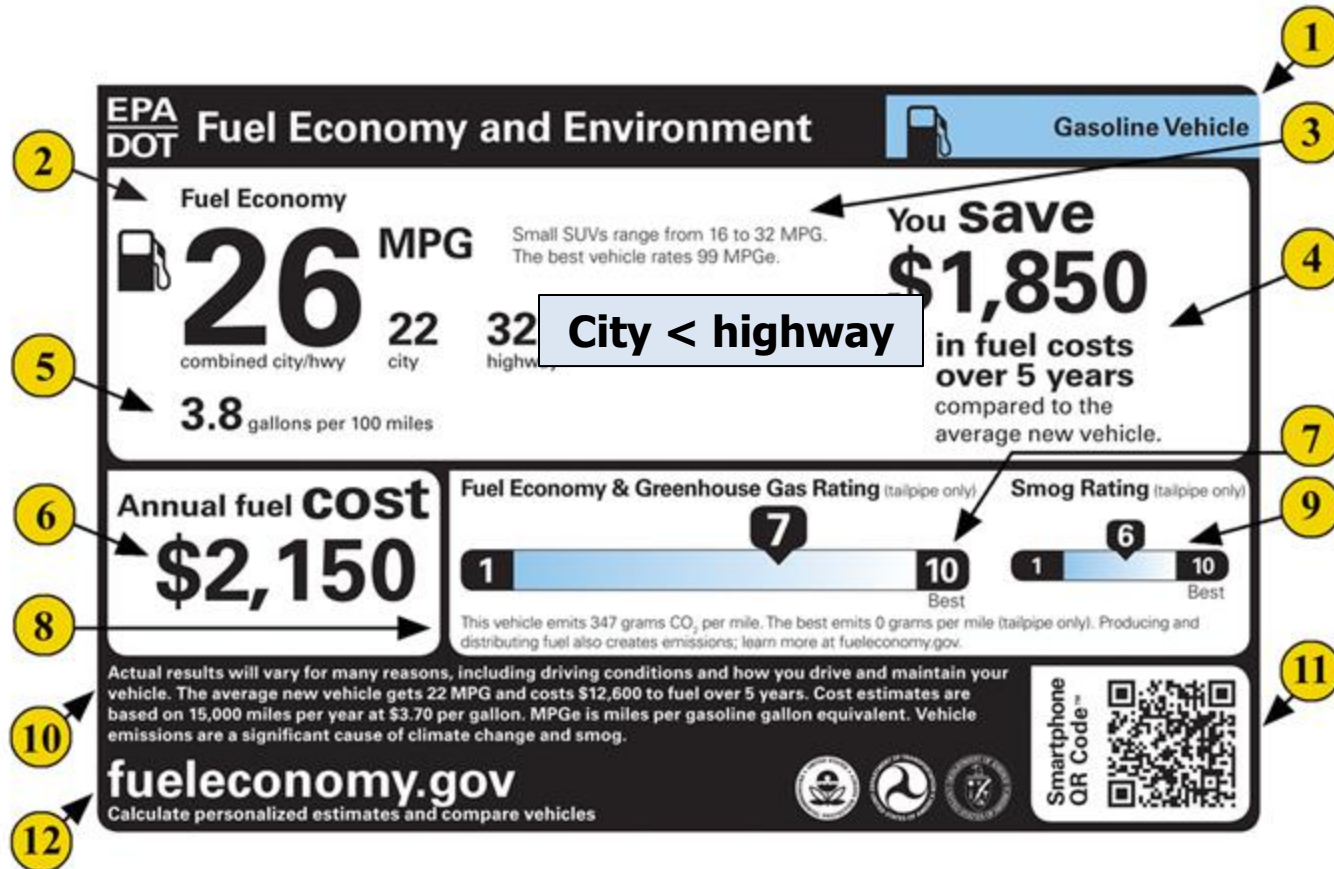 1
EPA
DOT
Fuel Economy and Environment
Gasoline Vehicle
2
3
Fuel Economy
26
MPG
combined city/hwy
22
city
32
highway
Small SUVs range from 16 to 32 MPG.
The best vehicle rates 99 MPGe.
City < highway
You save
$1,850
in fuel costs
over 5 years
compared to the
average new vehicle.
4
5
3.8 gallons per 100 miles
7
6
Annual fuel cost
$2,150
Fuel Economy & Greenhouse Gas Rating (tailpipe only)
7
1
10
Best
Smog Rating (tailpipe only)
6
1
10
Best
9
8
This vehicle emits 347 grams CO₂ per mile. The best emits 0 grams per mile (tailpipe only). Producing and
distributing fuel also creates emissions; learn more at fueleconomy.gov.
Actual results will vary for many reasons, including driving conditions and how you drive and maintain your
vehicle. The average new vehicle gets 22 MPG and costs $12,600 to fuel over 5 years. Cost estimates are
based on 15,000 miles per year at $3.70 per gallon. MPGe is miles per gasoline gallon equivalent. Vehicle
emissions are a significant cause of climate change and smog.
10
11
fueleconomy.gov
Calculate personalized estimates and compare vehicles
Smartphone
QR Code™
12